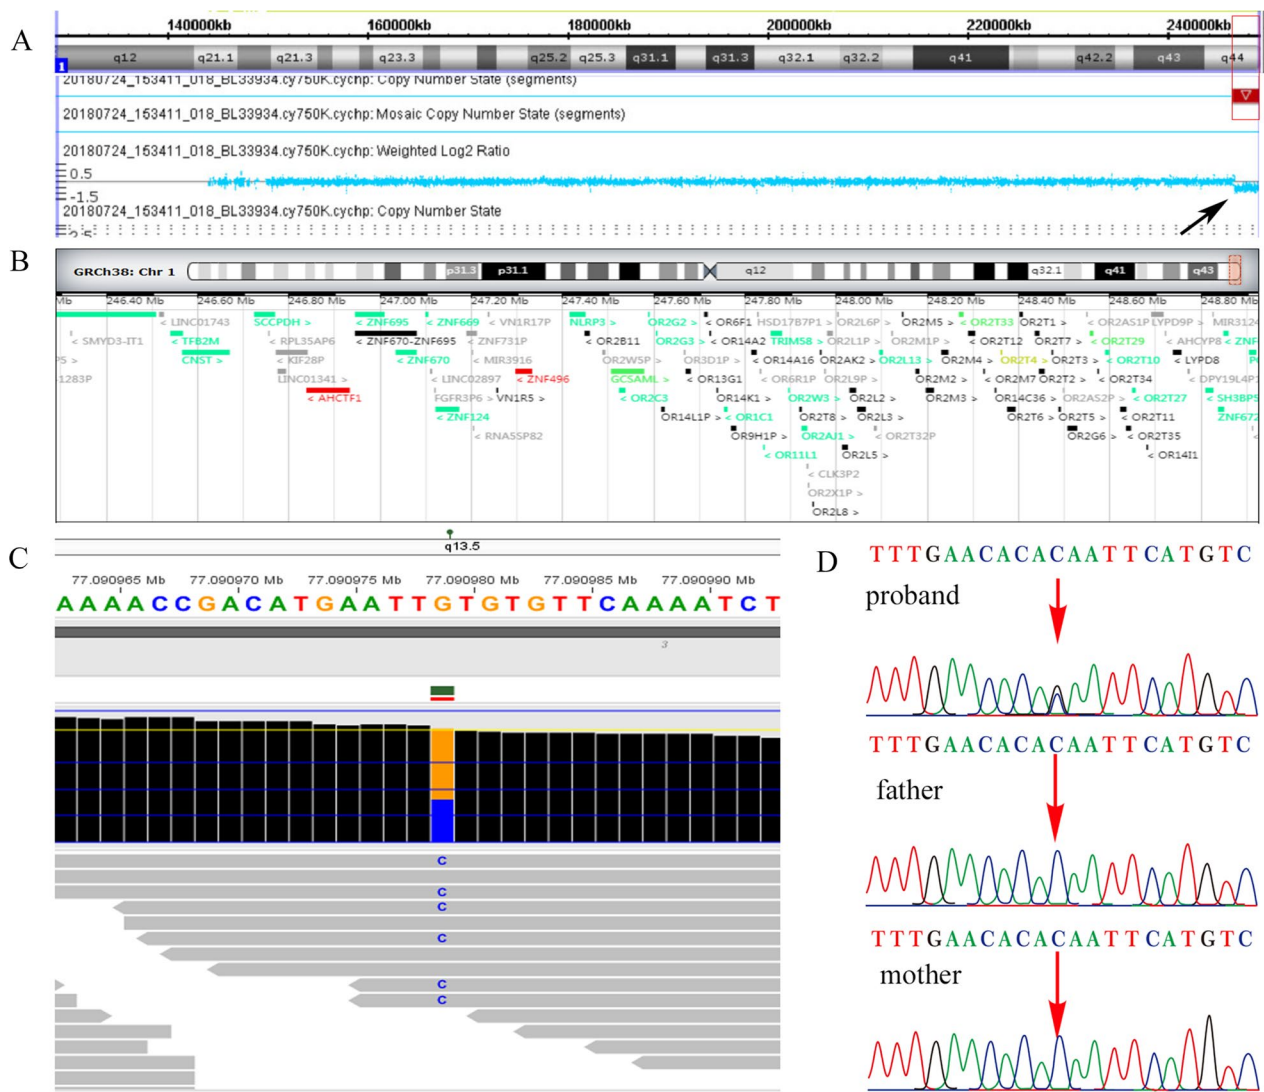 A
140000kb 160000kb 180000kb 200000kb 220000kb 240000kb
q12 q21.1 q21.3 q23.3 q25.2 q25.3 q31.1 q31.3 q32.1 q32.2 q41 q42.2 q43 q44
1
20180724_153411_018_BL33934.cy750K.cychp: Copy Number State (segments)
20180724_153411_018_BL33934.cy750K.cychp: Mosaic Copy Number State (segments)
20180724_153411_018_BL33934.cy750K.cychp: Weighted Log2 Ratio
0.5
-1.5
20180724_153411_018_BL33934.cy750K.cychp: Copy Number State
B
GRCh38: Chr 1 p31.3 p31.1 q12 q32.1 q41 q43
Mb 246.40 Mb 246.60 Mb 246.80 Mb 247.00 Mb 247.20 Mb 247.40 Mb 247.60 Mb 247.80 Mb 248.00 Mb 248.20 Mb 248.40 Mb 248.60 Mb 248.80 Mb
< LINC01743 SCCPDH > < ZNF695 < ZNF669 < VN1R17P NLRP3 > OR2G2 > < OR6F1 HSD17B7P1 > OR2L6P > OR2M5 > OR2T33 < OR2T1 > OR2AS1P LYPD9P > MIR3124
< SMYD3-IT1 < TFB2M < RPL35AP6 < ZNF670-ZNF695 < ZNF731P < OR2B11 OR2G3 > < OR14A2 TRIM58 > < OR2L1P > OR2M1P > OR2T12 OR2T7 > < OR2T29 < AHCYP8 < ZNF
CNST > < KIF28P < ZNF670 < MIR3916 < OR2W5P > OR3D1P > < OR14A16 OR2AK2 > OR2L13 > OR2M4 > OR2T4 > < OR2T3 > < OR2T10 < LYPD8
1283P LINC01341 > < ZNF496 < LINC02897 GCSAML > < OR13G1 < OR6R1P < OR2L9P > OR2M2 > < OR2M7 OR2T2 > OR2T34 < DPY19L4P1
< AHCTF1 FGFR3P6 > VN1R5 > < OR2C3 OR14K1 > OR2W3 > OR2L2 > OR2M3 > OR14C36 > OR2AS2P > < OR2T27 < SH3BP5
< ZNF124 OR14L1P > < OR1C1 OR2T8 > OR2L3 > OR2T6 > OR2T5 > OR2T11 ZNF672
< RNA5SP82 OR9H1P > OR2AJ1 > < OR2T32P OR2G6 > < OR2T35
< OR11L1 OR2L5 > < OR14I1
< CLK3P2
OR2X1P >
OR2L8 >
C
q13.5
77.090965 Mb 77.090970 Mb 77.090975 Mb 77.090980 Mb 77.090985 Mb 77.090990 Mb
A A A A C C G A C A T G A A T T G T G T G T T C A A A A T C T
3
C
C
C
C
C
C
D
T T T G A A C A C A C A A T T C A T G T C
proband
T T T G A A C A C A C A A T T C A T G T C
father
T T T G A A C A C A C A A T T C A T G T C
mother